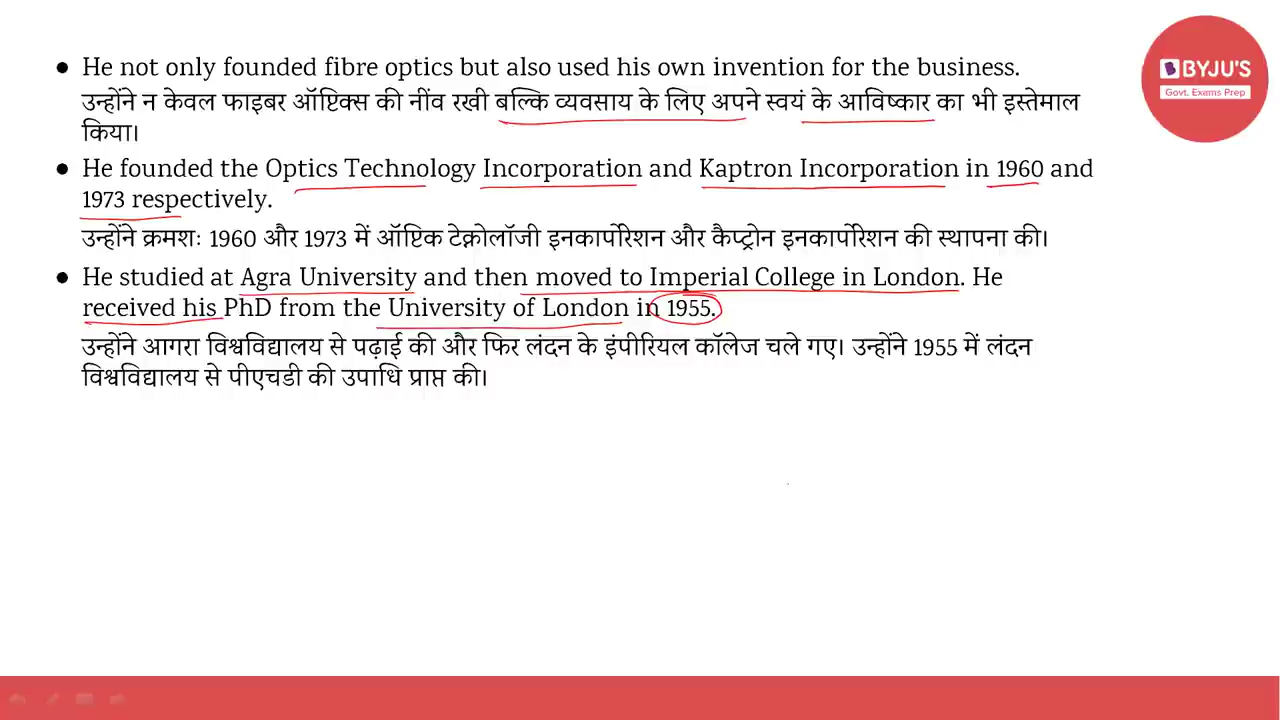 ● He not only founded fibre optics but also used his own invention for the business.
उन्होंने न केवल फाइबर ऑप्टिक्स की नींव रखी बल्कि व्यवसाय के लिए अपने स्वयं के आविष्कार का भी इस्तेमाल
किया।
● He founded the Optics Technology Incorporation and Kaptron Incorporation in 1960 and
1973 respectively.
उन्होंने क्रमशः 1960 और 1973 में ऑप्टिक टेक्नोलॉजी इनकार्पोरेशन और कैप्ट्रोन इनकार्पोरेशन की स्थापना की।
● He studied at Agra University and then moved to Imperial College in London. He
received his PhD from the University of London in 1955.
उन्होंने आगरा विश्वविद्यालय से पढ़ाई की और फिर लंदन के इंपीरियल कॉलेज चले गए। उन्होंने 1955 में लंदन
विश्वविद्यालय से पीएचडी की उपाधि प्राप्त की।
BYJU'S
Govt. Exams Prep